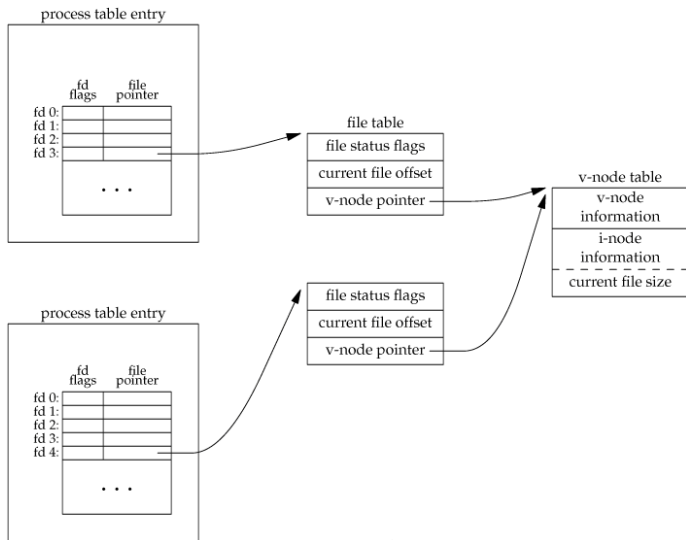 process table entry
fd
flags
file
pointer
fd 0:
fd 1:
fd 2:
fd 3:
. . .
file table
file status flags
current file offset
v-node pointer
v-node table
v-node
information
i-node
information
current file size
file status flags
current file offset
v-node pointer
process table entry
fd
flags
file
pointer
fd 0:
fd 1:
fd 2:
fd 3:
fd 4:
. . .